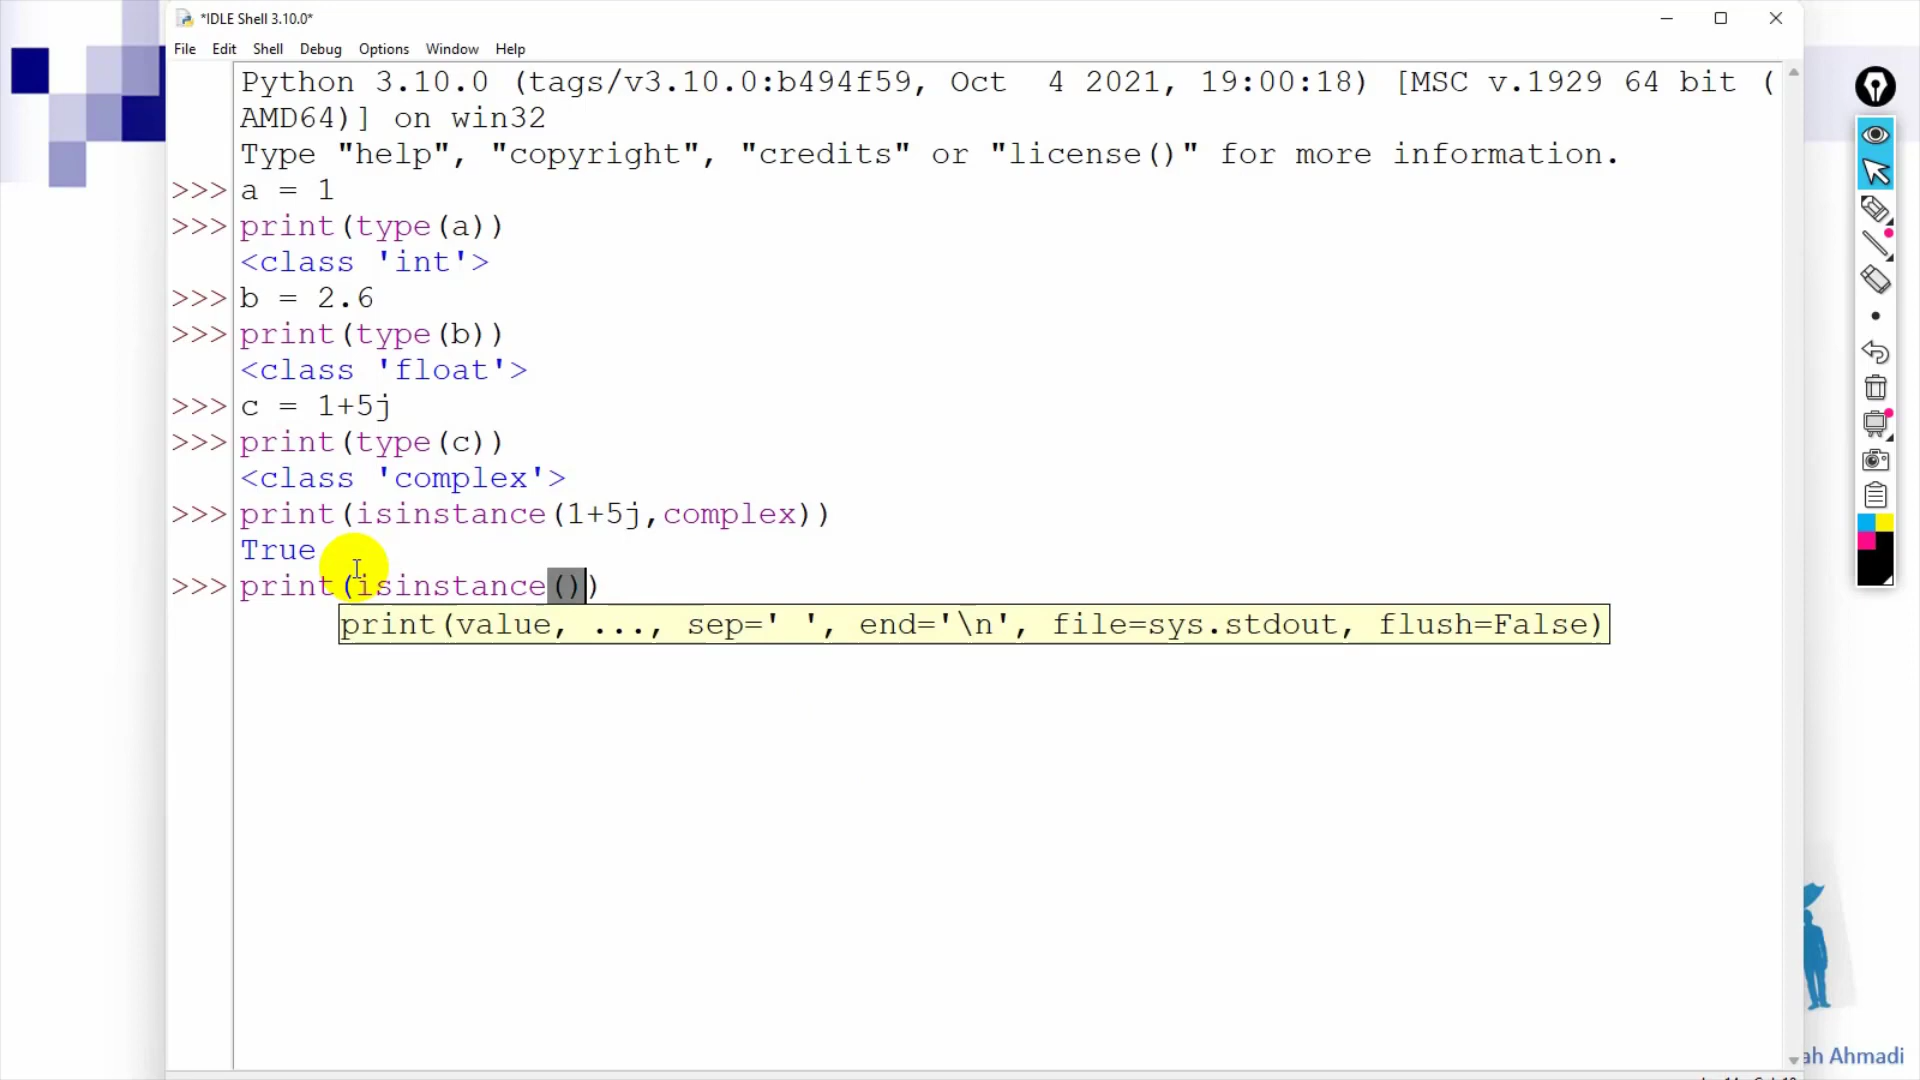 *IDLE Shell 3.10.0*
File Edit Shell Debug Options Window Help
Python 3.10.0 (tags/v3.10.0:b494f59, Oct  4 2021, 19:00:18) [MSC v.1929 64 bit (
AMD64)] on win32
Type "help", "copyright", "credits" or "license()" for more information.
>>> a = 1
>>> print(type(a))
<class 'int'>
>>> b = 2.6
>>> print(type(b))
<class 'float'>
>>> c = 1+5j
>>> print(type(c))
<class 'complex'>
>>> print(isinstance(1+5j,complex))
True
>>> print(isinstance())
print(value, ..., sep=' ', end='\n', file=sys.stdout, flush=False)
ah Ahmadi